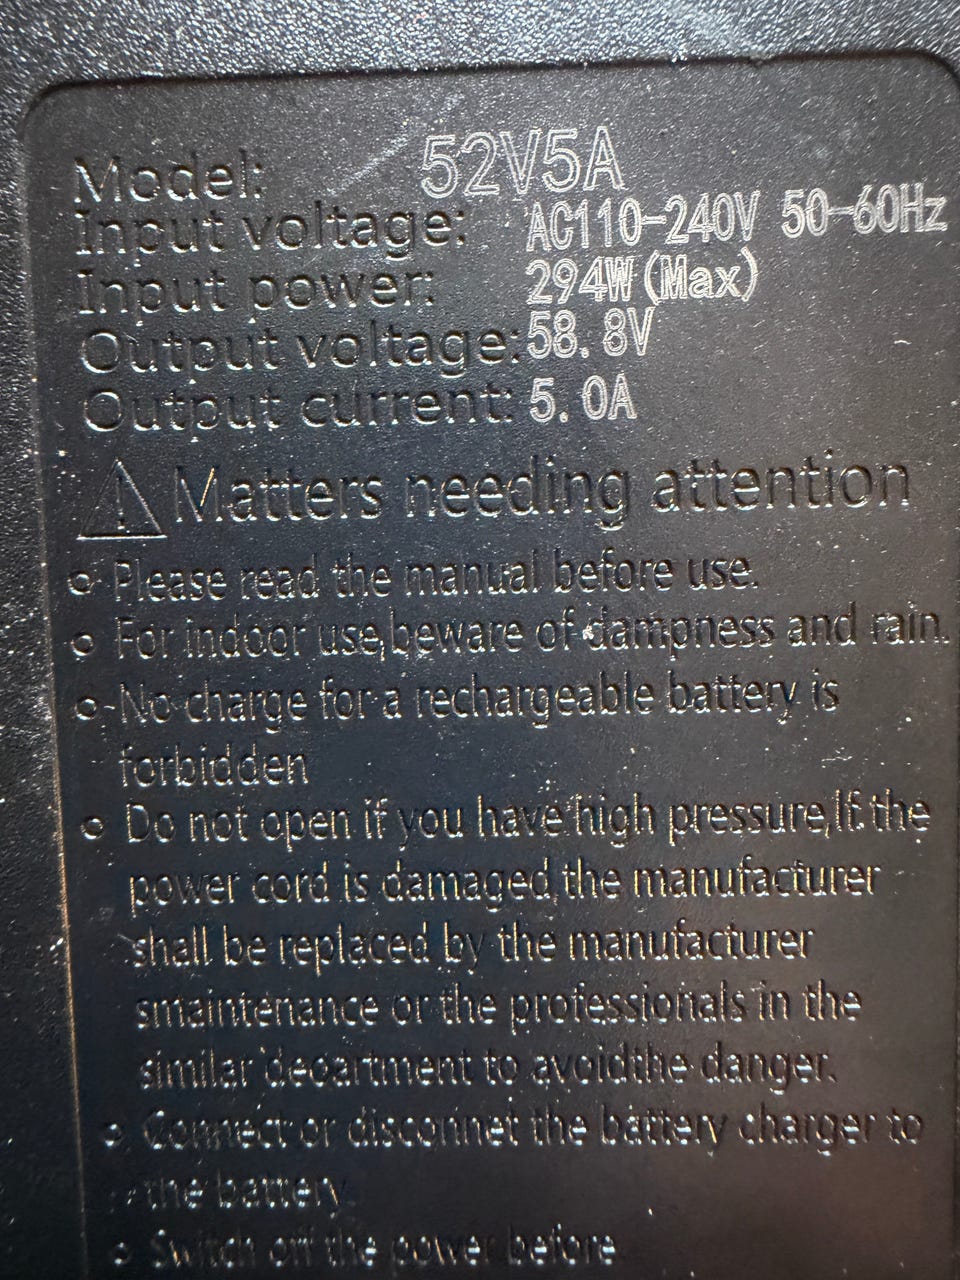 Model: 52V5A
Input voltage: AC110-240V 50-60Hz
Input power: 294W(Max)
Output voltage: 58.8V
Output current: 5.0A
Matters needing attention
Please read the manual before use.
For indoor use,beware of dampness and rain.
No charge for a rechargeable battery is
forbidden
Do not open if you have high pressure,If the
power cord is damaged,the manufacturer
shall be replaced by the manufacturer
smaintenance or the professionals in the
similar deoartment to avoidthe danger.
Connect or disconnet the battery charger to
the battery.
Switch off the power before